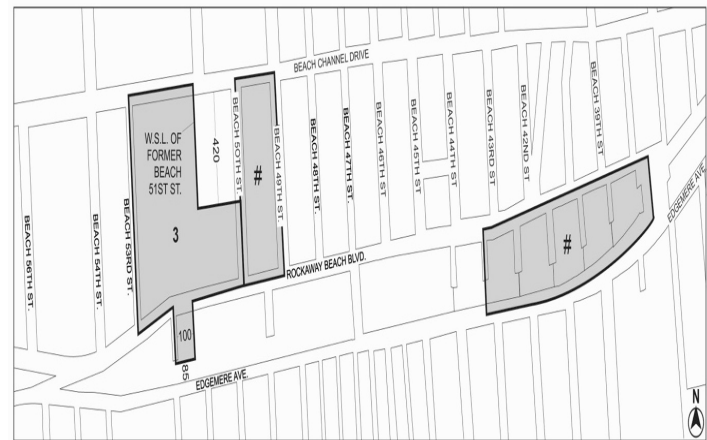 BEACH CHANNEL DRIVE
W.S.L. OF
FORMER
BEACH
51ST ST.
420
BEACH 50TH ST.
#
BEACH 49TH ST.
BEACH 48TH ST.
BEACH 47TH ST.
BEACH 46TH ST.
BEACH 45TH ST.
BEACH 44TH ST.
BEACH 43RD ST.
BEACH 42ND ST.
BEACH 39TH ST.
EDGEMERE AVE.
BEACH 56TH ST.
BEACH 54TH ST.
BEACH 53RD ST.
3
#
ROCKAWAY BEACH BLVD.
100
85
EDGEMERE AVE.
N